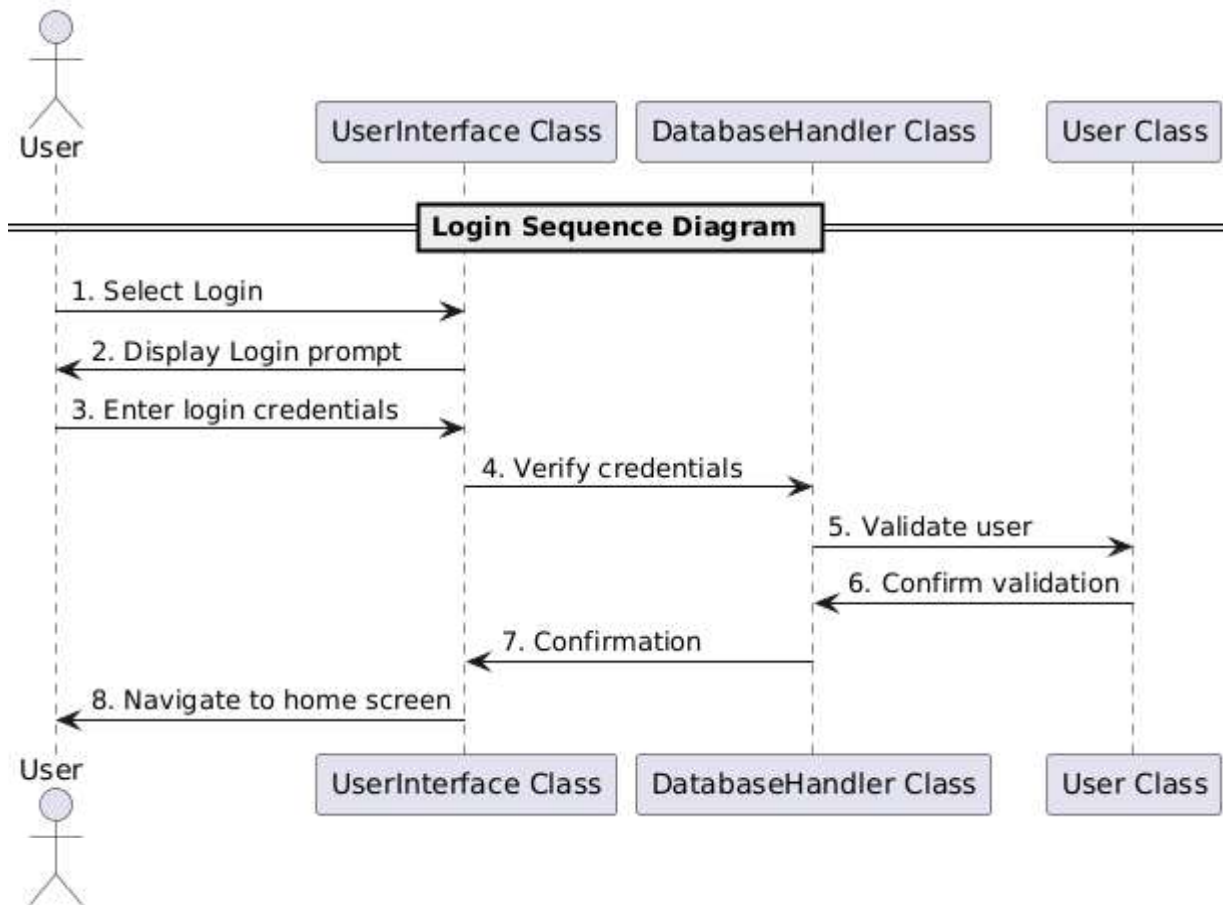 User
UserInterface Class
DatabaseHandler Class
User Class
Login Sequence Diagram
1. Select Login
2. Display Login prompt
3. Enter login credentials
4. Verify credentials
5. Validate user
6. Confirm validation
7. Confirmation
8. Navigate to home screen
User
UserInterface Class
DatabaseHandler Class
User Class